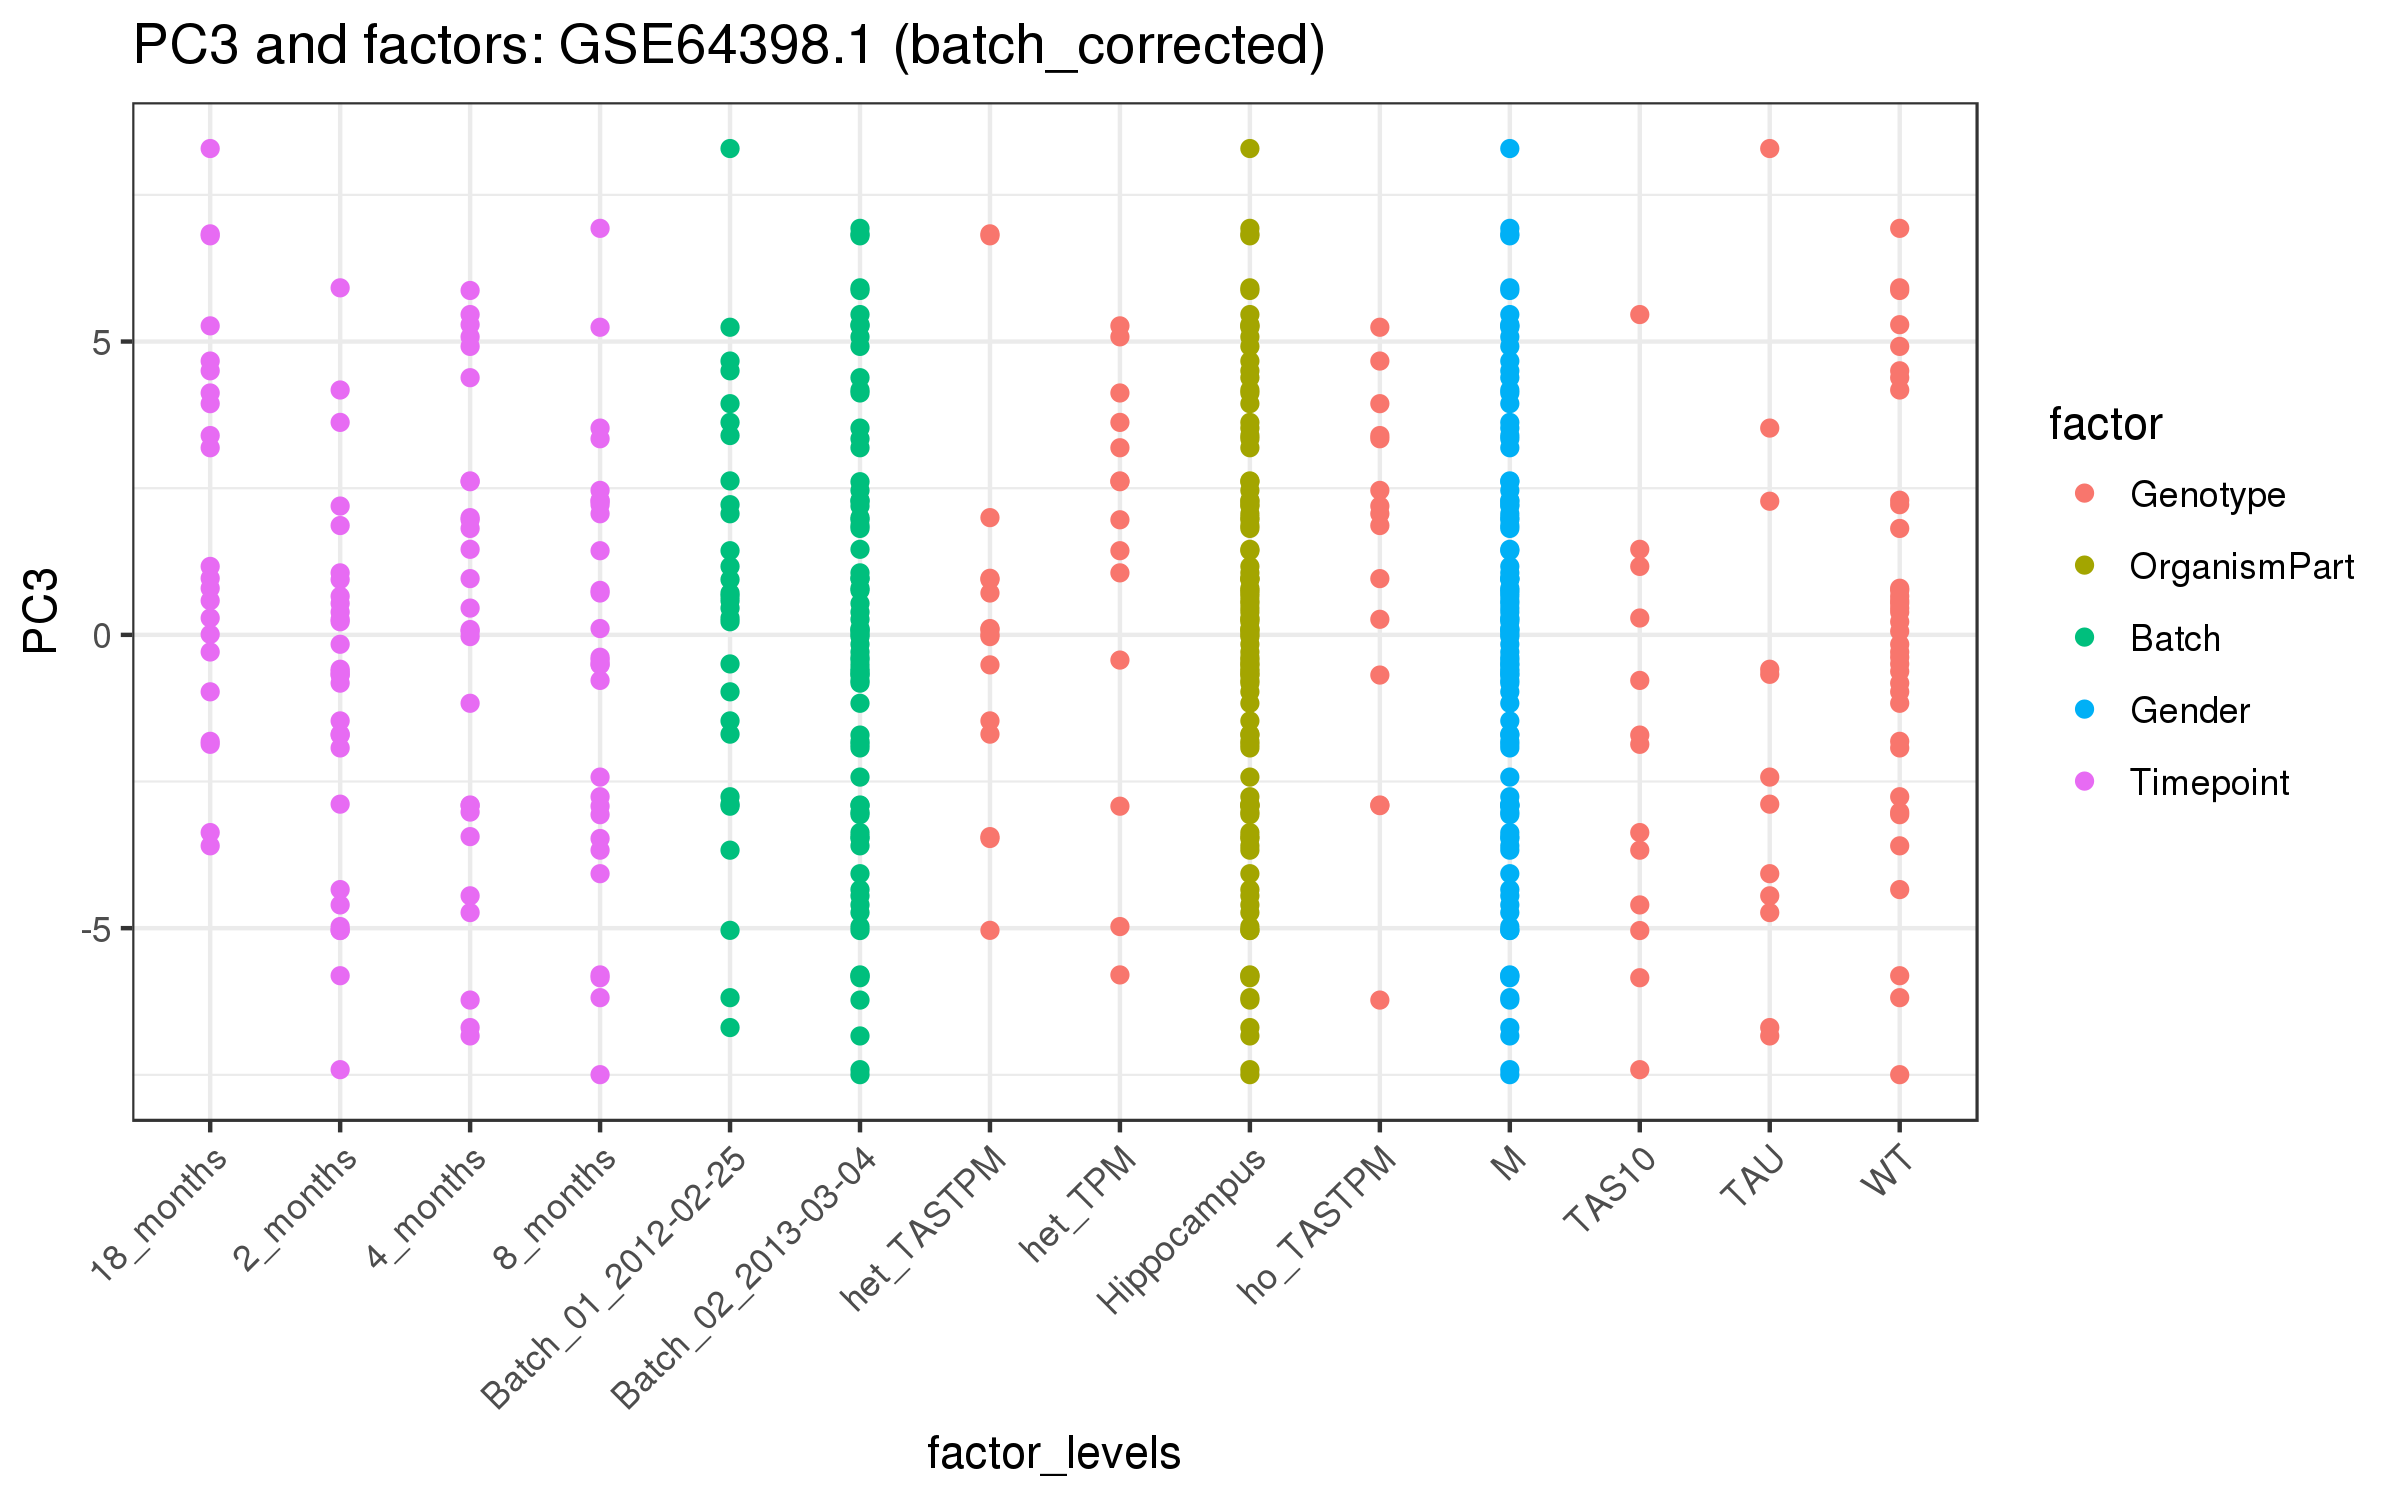 PC3 and factors: GSE64398.1 (batch_corrected)
PC3
5
0
-5
18_months
2_months
4_months
8_months
Batch_01_2012-02-25
Batch_02_2013-03-04
het_TASTPM
het_TPM
Hippocampus
ho_TASTPM
M
TAS10
TAU
WT
factor_levels
factor
Genotype
OrganismPart
Batch
Gender
Timepoint